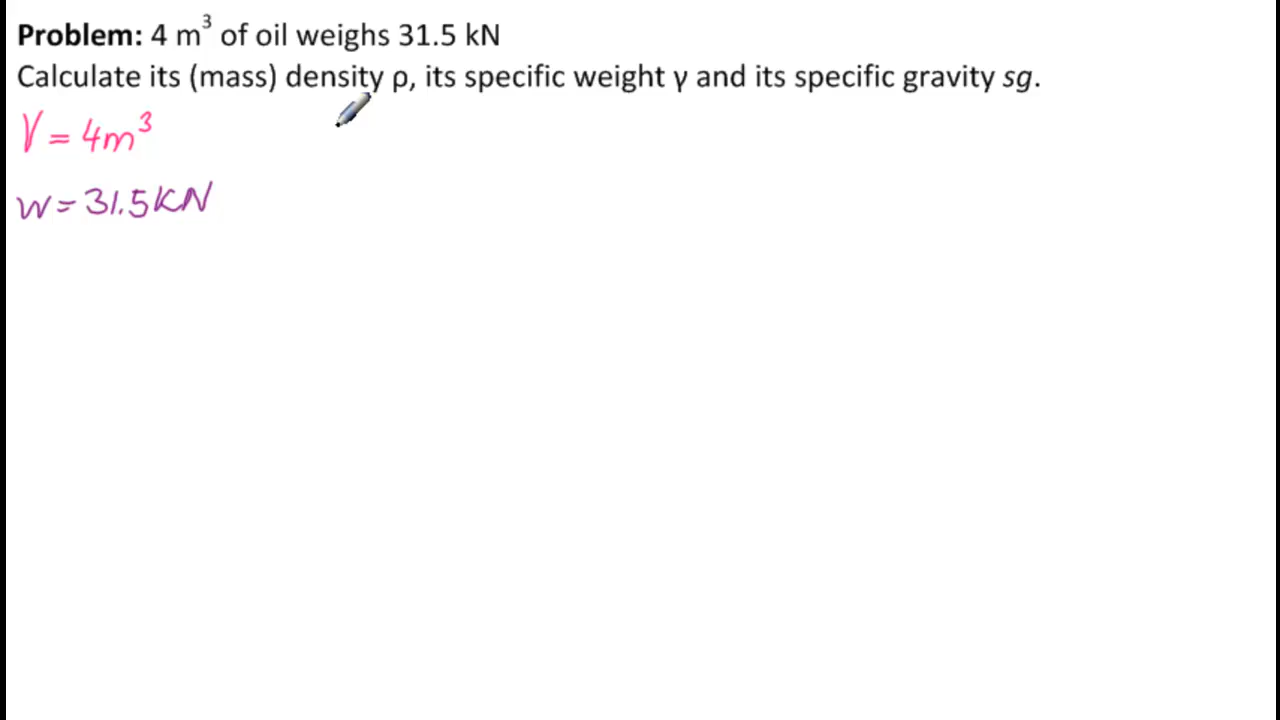 Problem: 4 m³ of oil weighs 31.5 kN
Calculate its (mass) density ρ, its specific weight γ and its specific gravity sg.
V = 4m³
W = 31.5KN